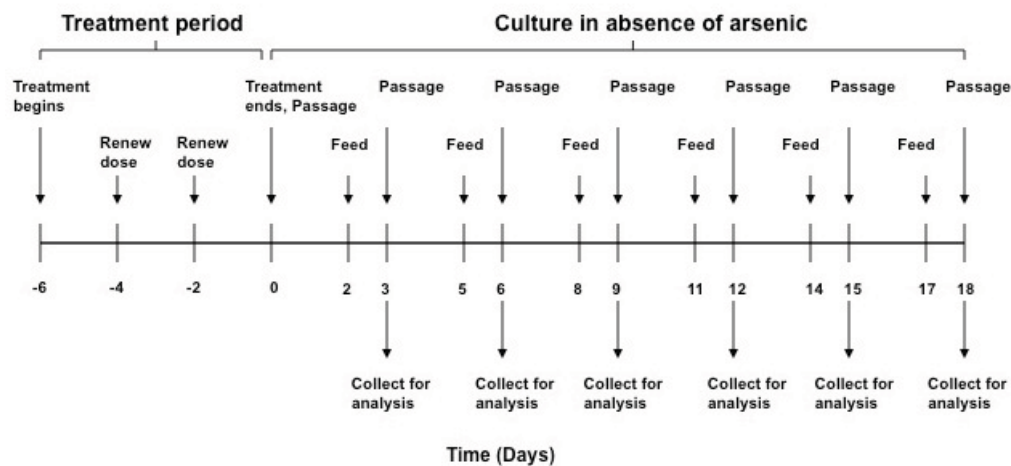 Treatment period
Culture in absence of arsenic
Treatment
begins
Treatment
ends, Passage
Passage
Passage
Passage
Passage
Passage
Passage
Renew
dose
Renew
dose
Feed
Feed
Feed
Feed
Feed
Feed
-6 -4 -2 0 2 3 5 6 8 9 11 12 14 15 17 18
Collect for
analysis
Collect for
analysis
Collect for
analysis
Collect for
analysis
Collect for
analysis
Collect for
analysis
Time (Days)